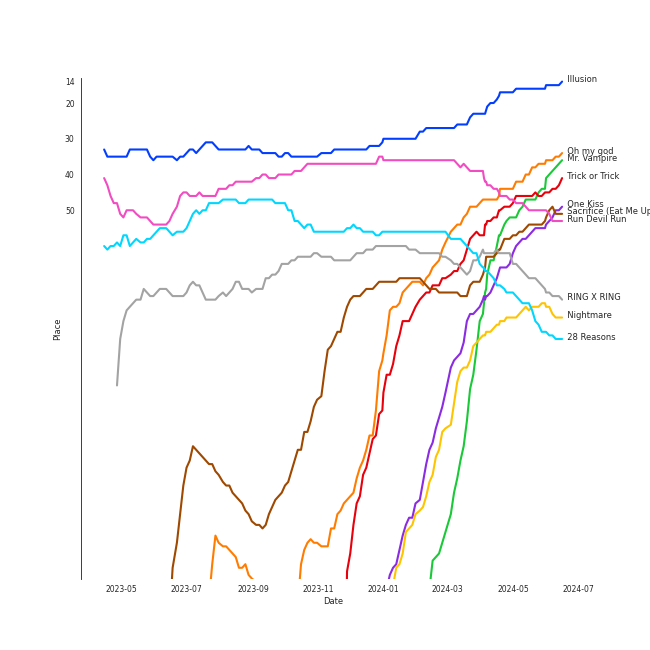 14
20
30
40
50
Place
Illusion
Oh my god
Mr. Vampire
Trick or Trick
One Kiss
Sacrifice (Eat Me Up
Run Devil Run
RING X RING
Nightmare
28 Reasons
2023-05
2023-07
2023-09
2023-11
2024-01
2024-03
2024-05
2024-07
Date